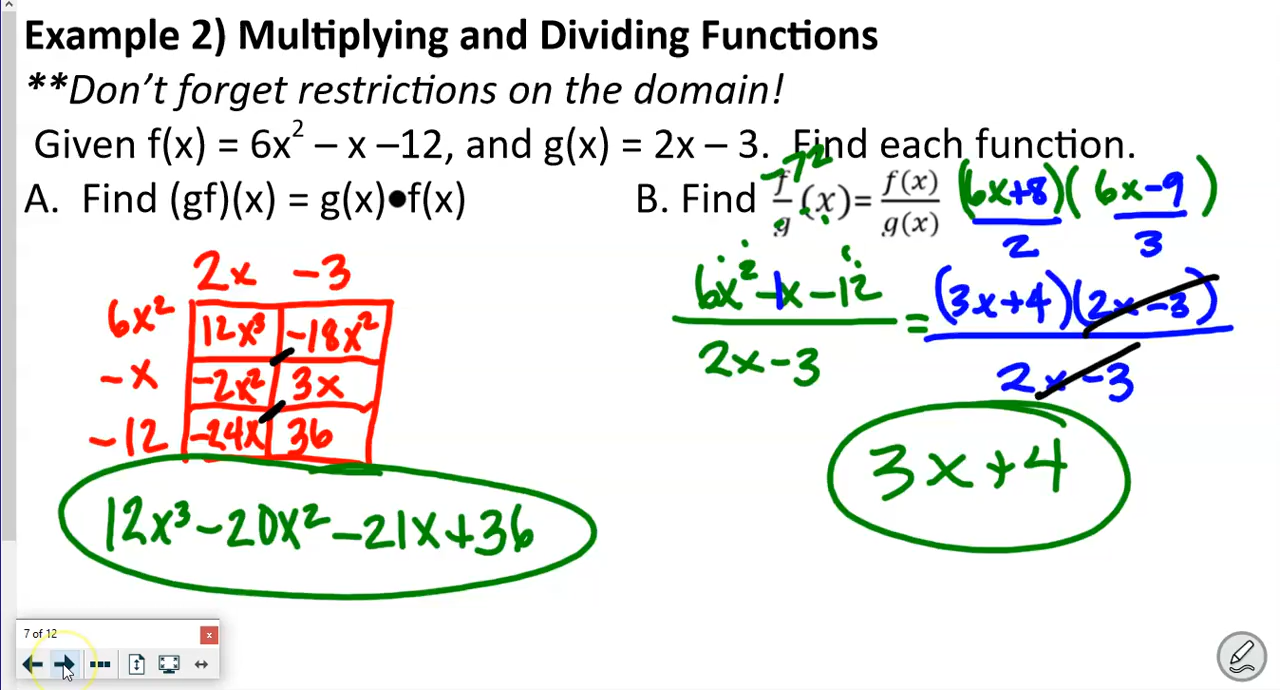 Example 2) Multiplying and Dividing Functions
**Don't forget restrictions on the domain!
Given f(x) = 6x² – x –12, and g(x) = 2x – 3. Find each function.
A. Find (gf)(x) = g(x)●f(x)
B. Find f/g (x) = f(x)/g(x)
-72
(6x+8)(6x-9)
2 3
2x -3
6x² 12x³ -18x²
-x -2x² 3x
-12 -24x 36
12x³-20x²-21x+36
6x²-1x-12 = (3x+4)(2x-3)
2x-3 2x-3
3x+4
7 of 12